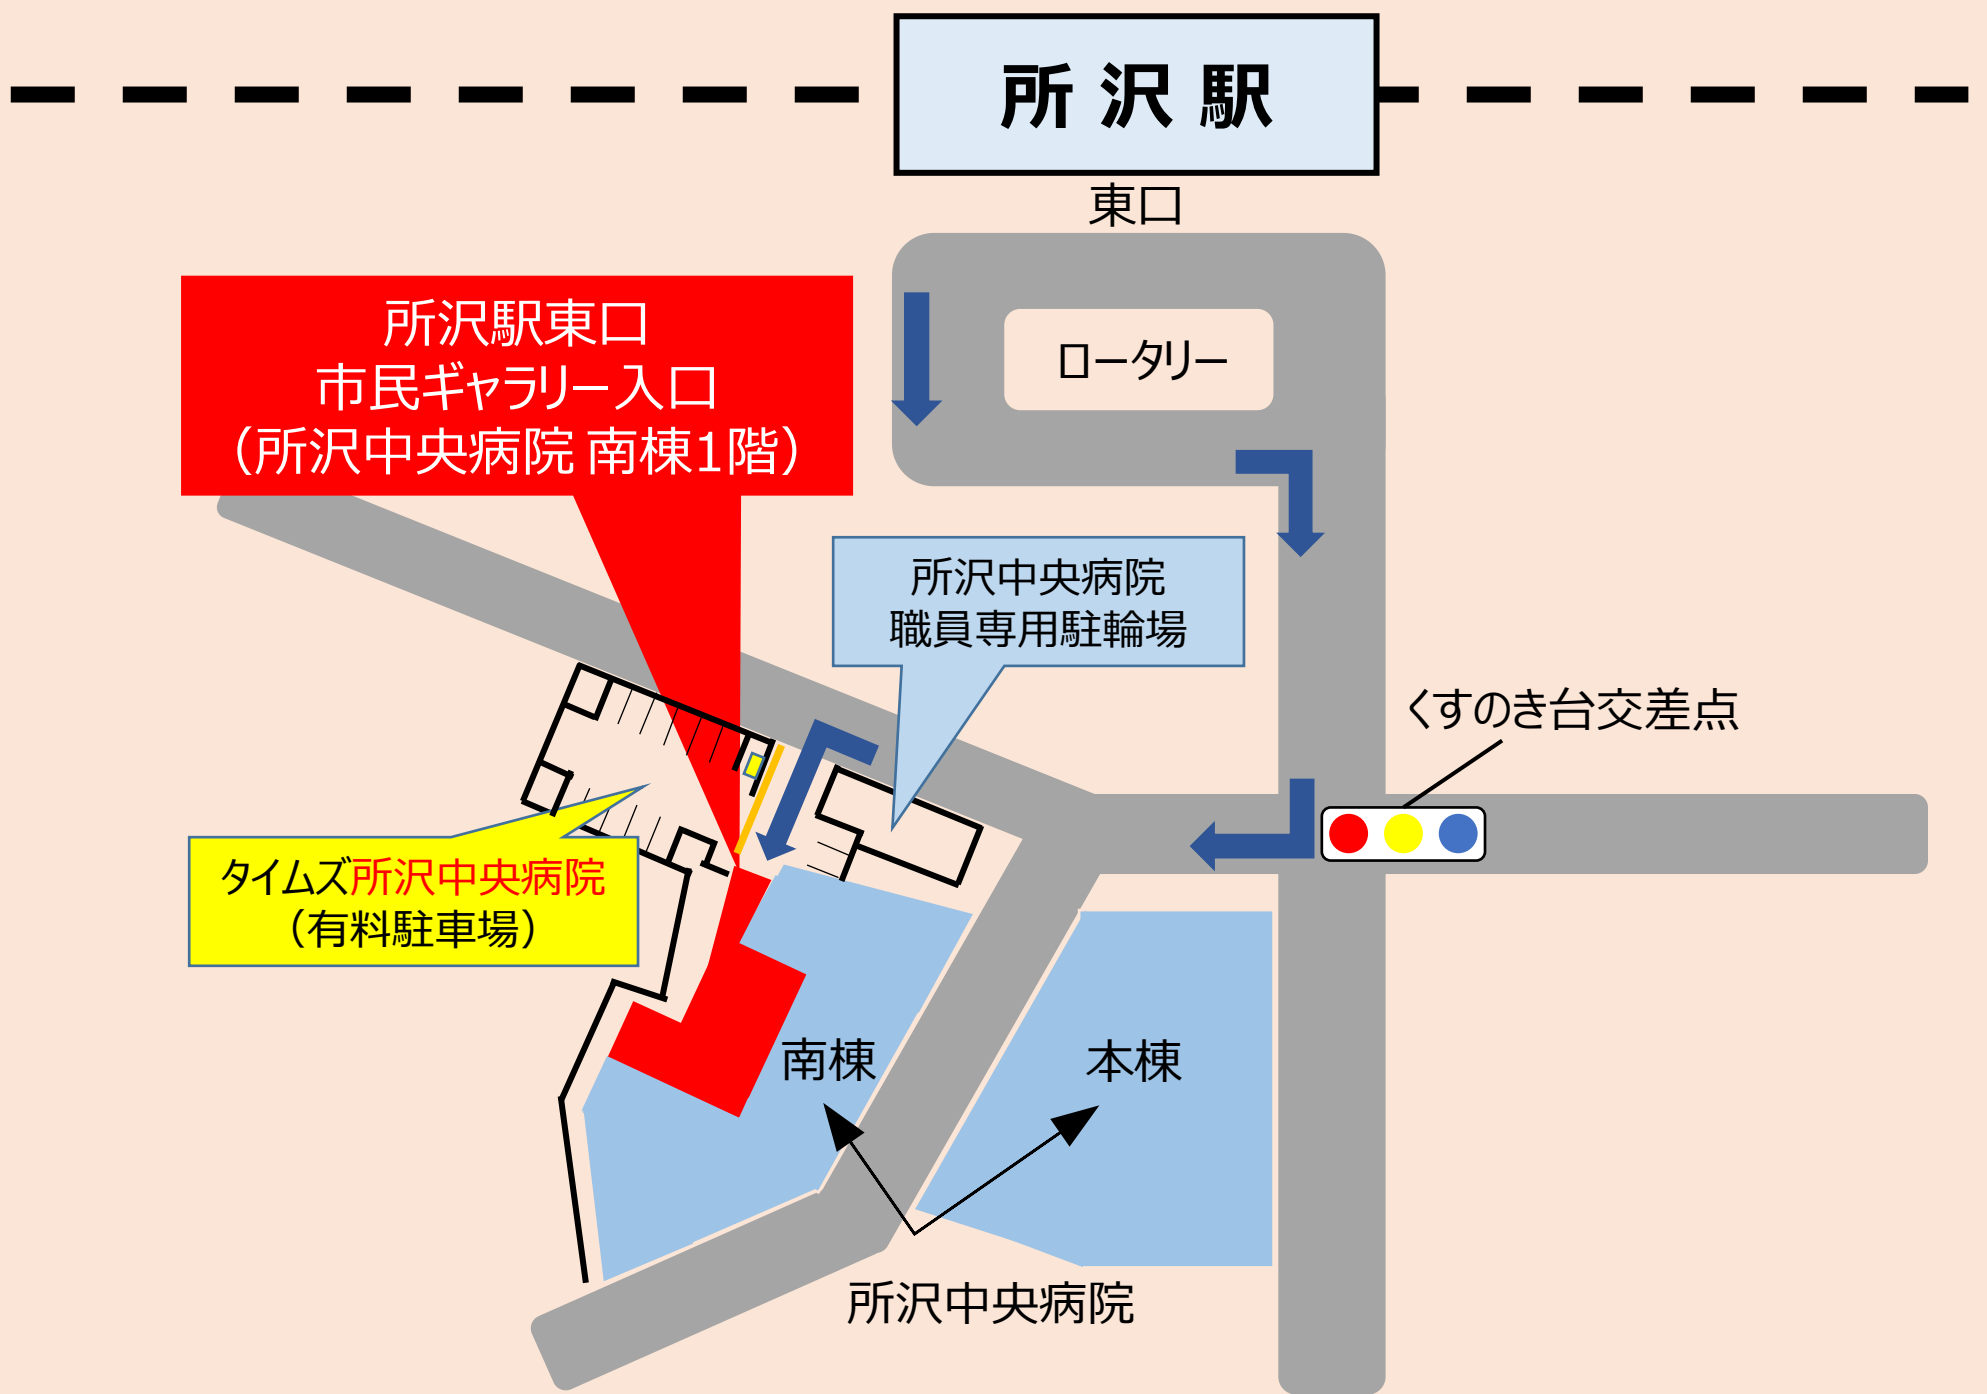 所沢駅
東口
ロータリー
所沢駅東口
市民ギャラリー入口
（所沢中央病院 南棟1階）
所沢中央病院
職員専用駐輪場
くすのき台交差点
タイムズ所沢中央病院
（有料駐車場）
南棟
本棟
所沢中央病院